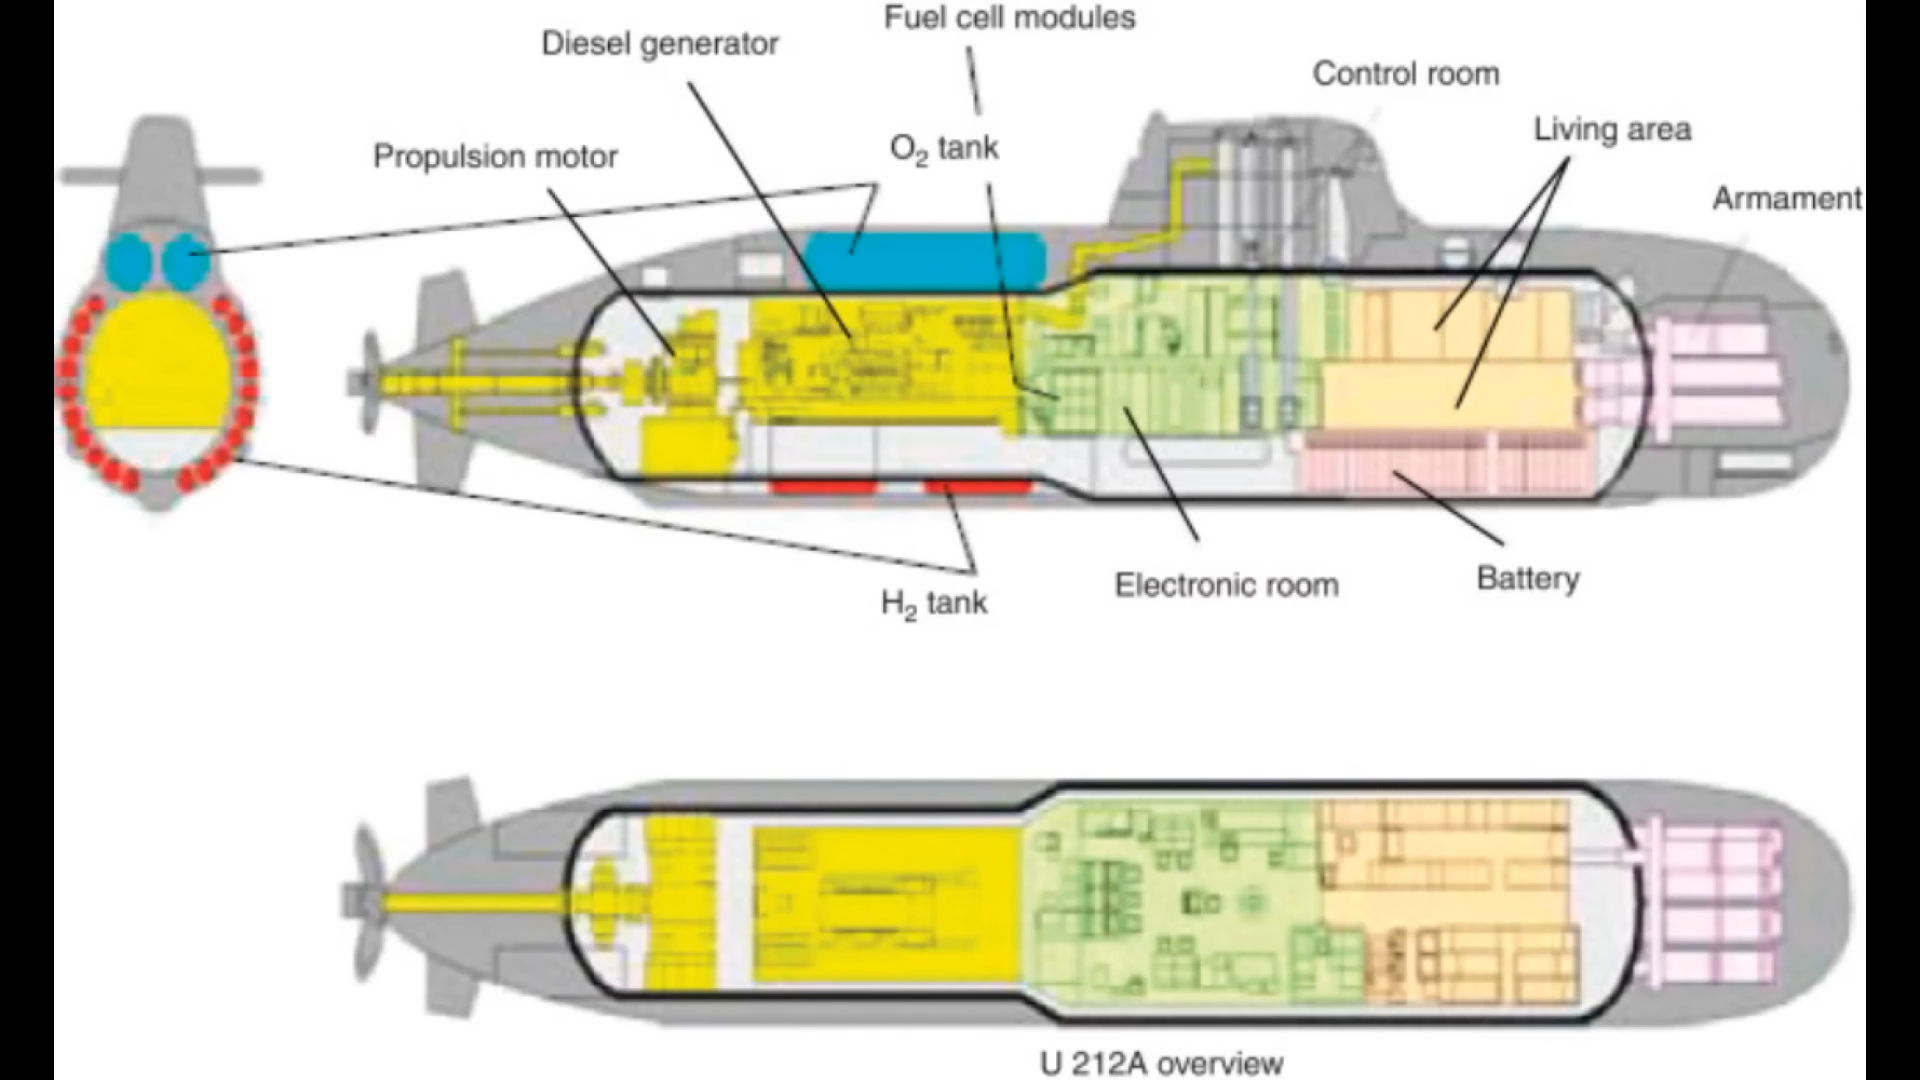 Fuel cell modules
Diesel generator
Control room
Living area
O₂ tank
Propulsion motor
Armament
Electronic room
Battery
H₂ tank
U 212A overview